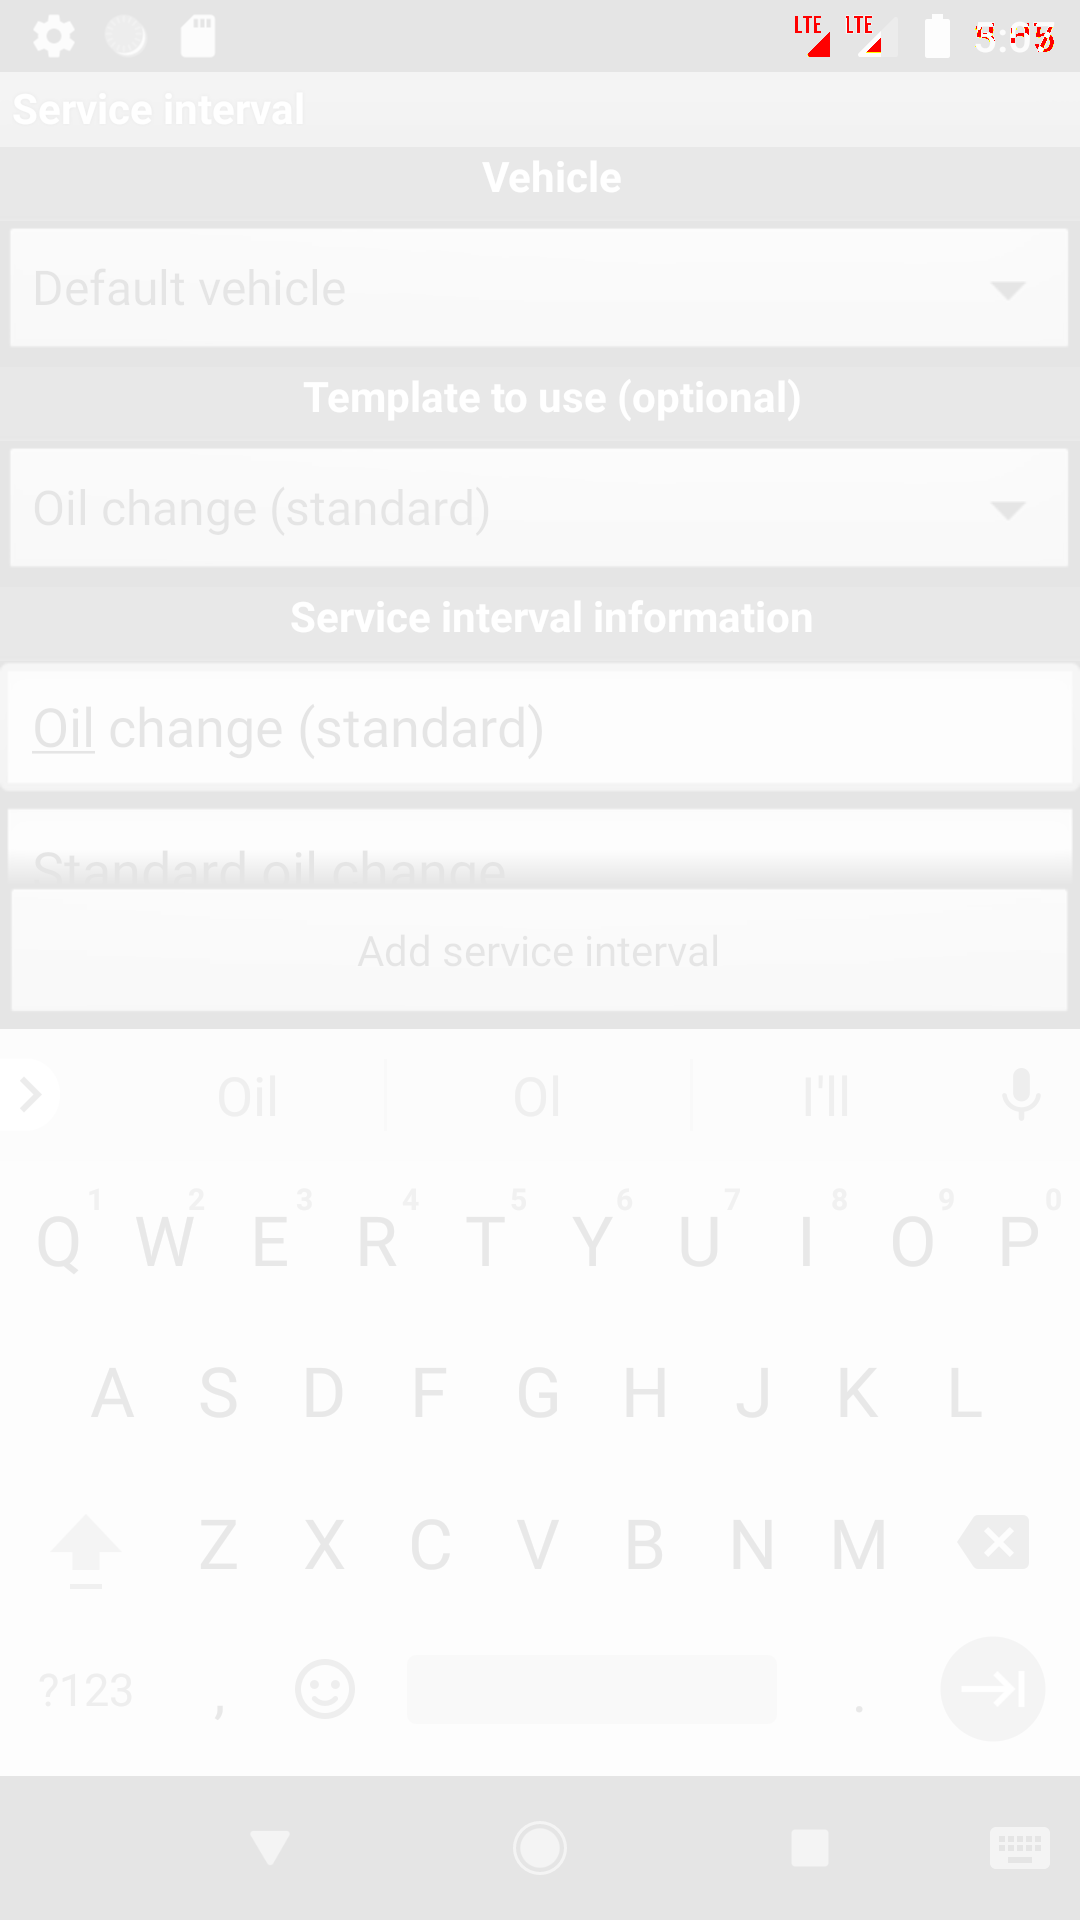 LTE LTE
Service interval
Vehicle
Default vehicle
Template to use (optional)
Oil change (standard)
Service interval information
Oil change (standard)
Standard oil change
Add service interval
Oil Ol I'll
1 2 3 4 5 6 7 8 9 0
Q W E R T Y U I O P
A S D F G H J K L
Z X C V B N M
?123 , .